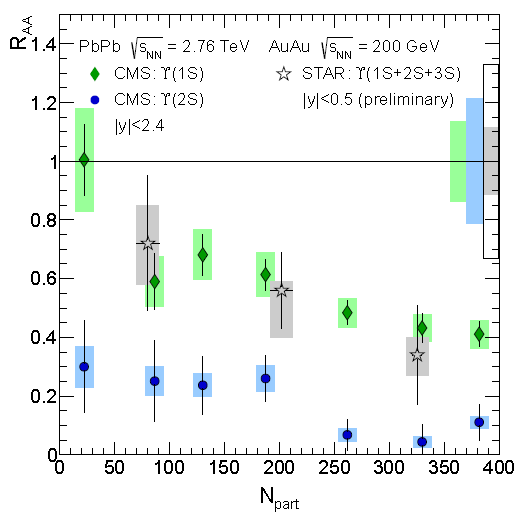 R_AA
PbPb √s_NN = 2.76 TeV AuAu √s_NN = 200 GeV
CMS: ϒ(1S) STAR: ϒ(1S+2S+3S)
CMS: ϒ(2S) |y|<0.5 (preliminary)
|y|<2.4
1.4
1.2
1
0.8
0.6
0.4
0.2
0
0 50 100 150 200 250 300 350 400
N_part